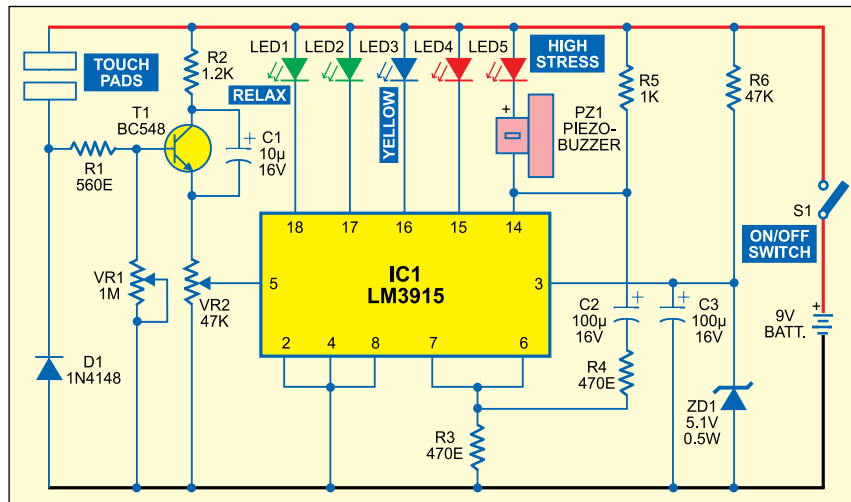 TOUCH
PADS
R2
1.2K
LED1
LED2
LED3
LED4
LED5
HIGH
STRESS
RELAX
YELLOW
T1
BC548
C1
10µ
16V
+
R1
560E
+
PZ1
PIEZO-
BUZZER
R5
1K
R6
47K
S1
ON/OFF
SWITCH
18
17
16
15
14
VR1
1M
VR2
47K
5
IC1
LM3915
3
C2
100µ
16V
+
C3
100µ
16V
+
+
9V
BATT.
2
4
8
7
6
D1
1N4148
R4
470E
R3
470E
ZD1
5.1V
0.5W